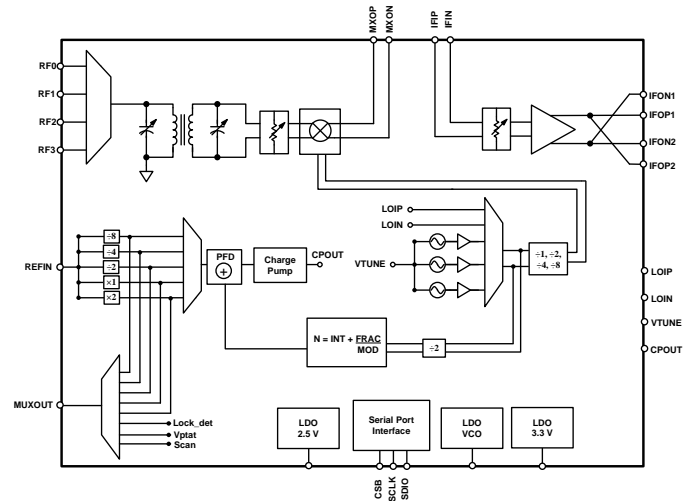 MXOP
MXON
IFIP
IFIN
RF0
RF1
RF2
RF3
IFON1
IFOP1
IFON2
IFOP2
LOIP
LOIN
÷8
÷4
÷2
×1
×2
REFIN
PFD
+
Charge
Pump
CPOUT
VTUNE
÷1, ÷2,
÷4, ÷8
LOIP
LOIN
VTUNE
CPOUT
N = INT + FRAC
MOD
÷2
MUXOUT
Lock_det
Vptat
Scan
LDO
2.5 V
Serial Port
Interface
LDO
VCO
LDO
3.3 V
CSB
SCLK
SDIO